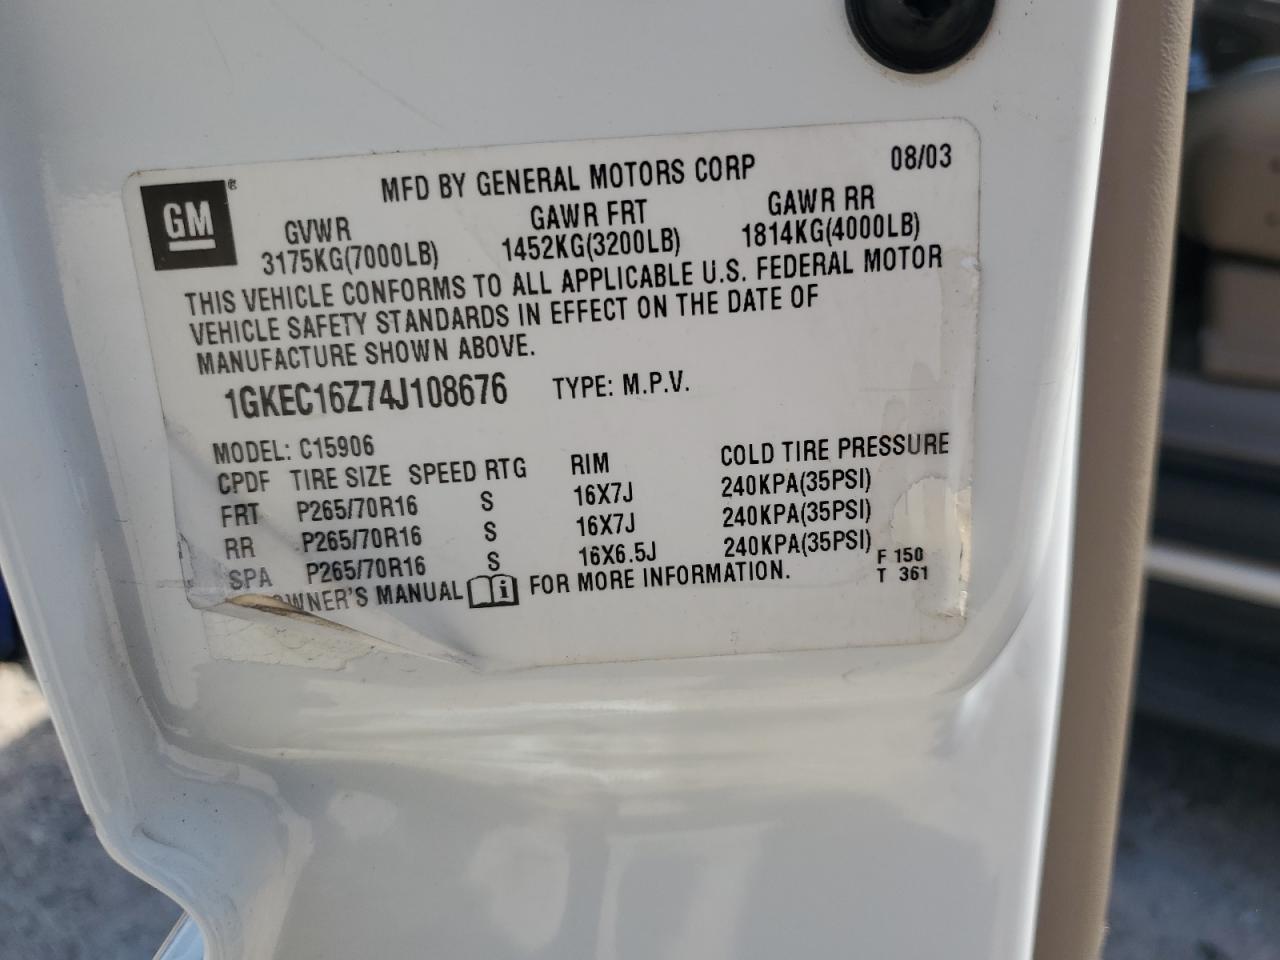 GM ®
MFD BY GENERAL MOTORS CORP 08/03
GVWR GAWR FRT GAWR RR
3175KG(7000LB) 1452KG(3200LB) 1814KG(4000LB)
THIS VEHICLE CONFORMS TO ALL APPLICABLE U.S. FEDERAL MOTOR
VEHICLE SAFETY STANDARDS IN EFFECT ON THE DATE OF
MANUFACTURE SHOWN ABOVE.
1GKEC16Z74J108676 TYPE: M.P.V.
MODEL: C15906
CPDF TIRE SIZE SPEED RTG RIM COLD TIRE PRESSURE
FRT P265/70R16 S 16X7J 240KPA(35PSI)
RR P265/70R16 S 16X7J 240KPA(35PSI)
SPA P265/70R16 S 16X6.5J 240KPA(35PSI)
OWNER'S MANUAL i FOR MORE INFORMATION.
F 150
T 361